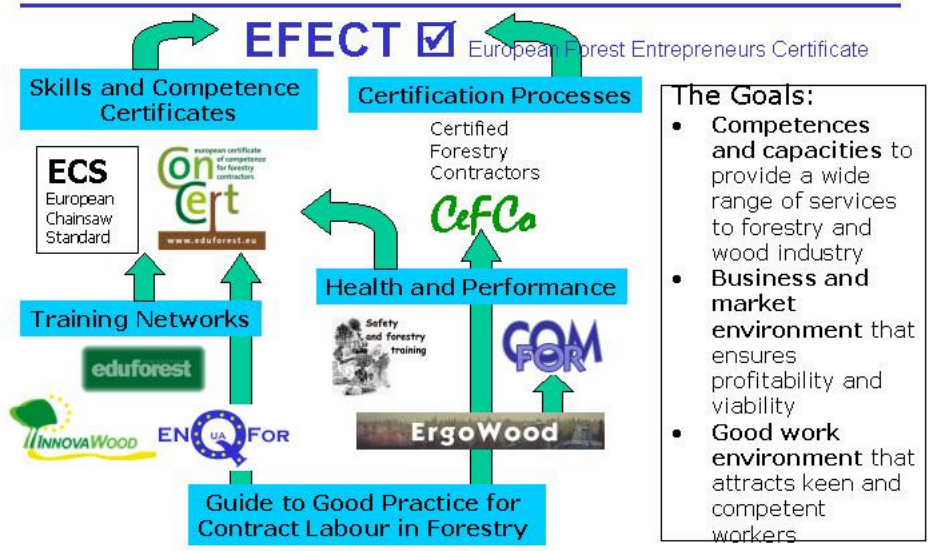 EFECT ☑ European Forest Entrepreneurs Certificate
Skills and Competence
Certificates
Certification Processes
ECS
European
Chainsaw
Standard
european certificate
of competence
for forestry
contractors
ConCert
www.eduforest.eu
Certified
Forestry
Contractors
CeFCo
Health and Performance
Training Networks
Safety
and forestry
training
COMFOR
eduforest
INNOVAWOOD
ENQUAFOR
ErgoWood
Guide to Good Practice for
Contract Labour in Forestry
The Goals:
• Competences
and capacities to
provide a wide
range of services
to forestry and
wood industry
• Business and
market
environment that
ensures
profitability and
viability
• Good work
environment that
attracts keen and
competent
workers